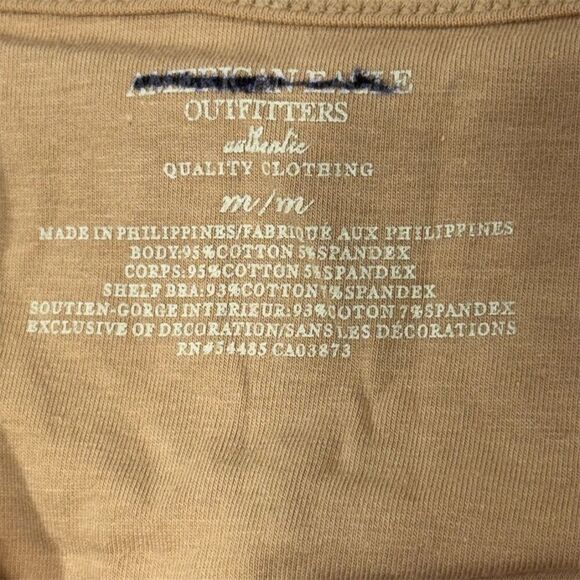 AMERICAN EAGLE
OUTFITTERS
authentic
QUALITY CLOTHING
m/m
MADE IN PHILIPPINES/FABRIQUÉ AUX PHILIPPINES
BODY:95%COTTON 5%SPANDEX
CORPS:95%COTON 5%SPANDEX
SHELF BRA:93%COTTON 7%SPANDEX
SOUTIEN-GORGE INTERIEUR:93%COTON 7%SPANDEX
EXCLUSIVE OF DECORATION/SANS LES DÉCORATIONS
RN#54485 CA03873